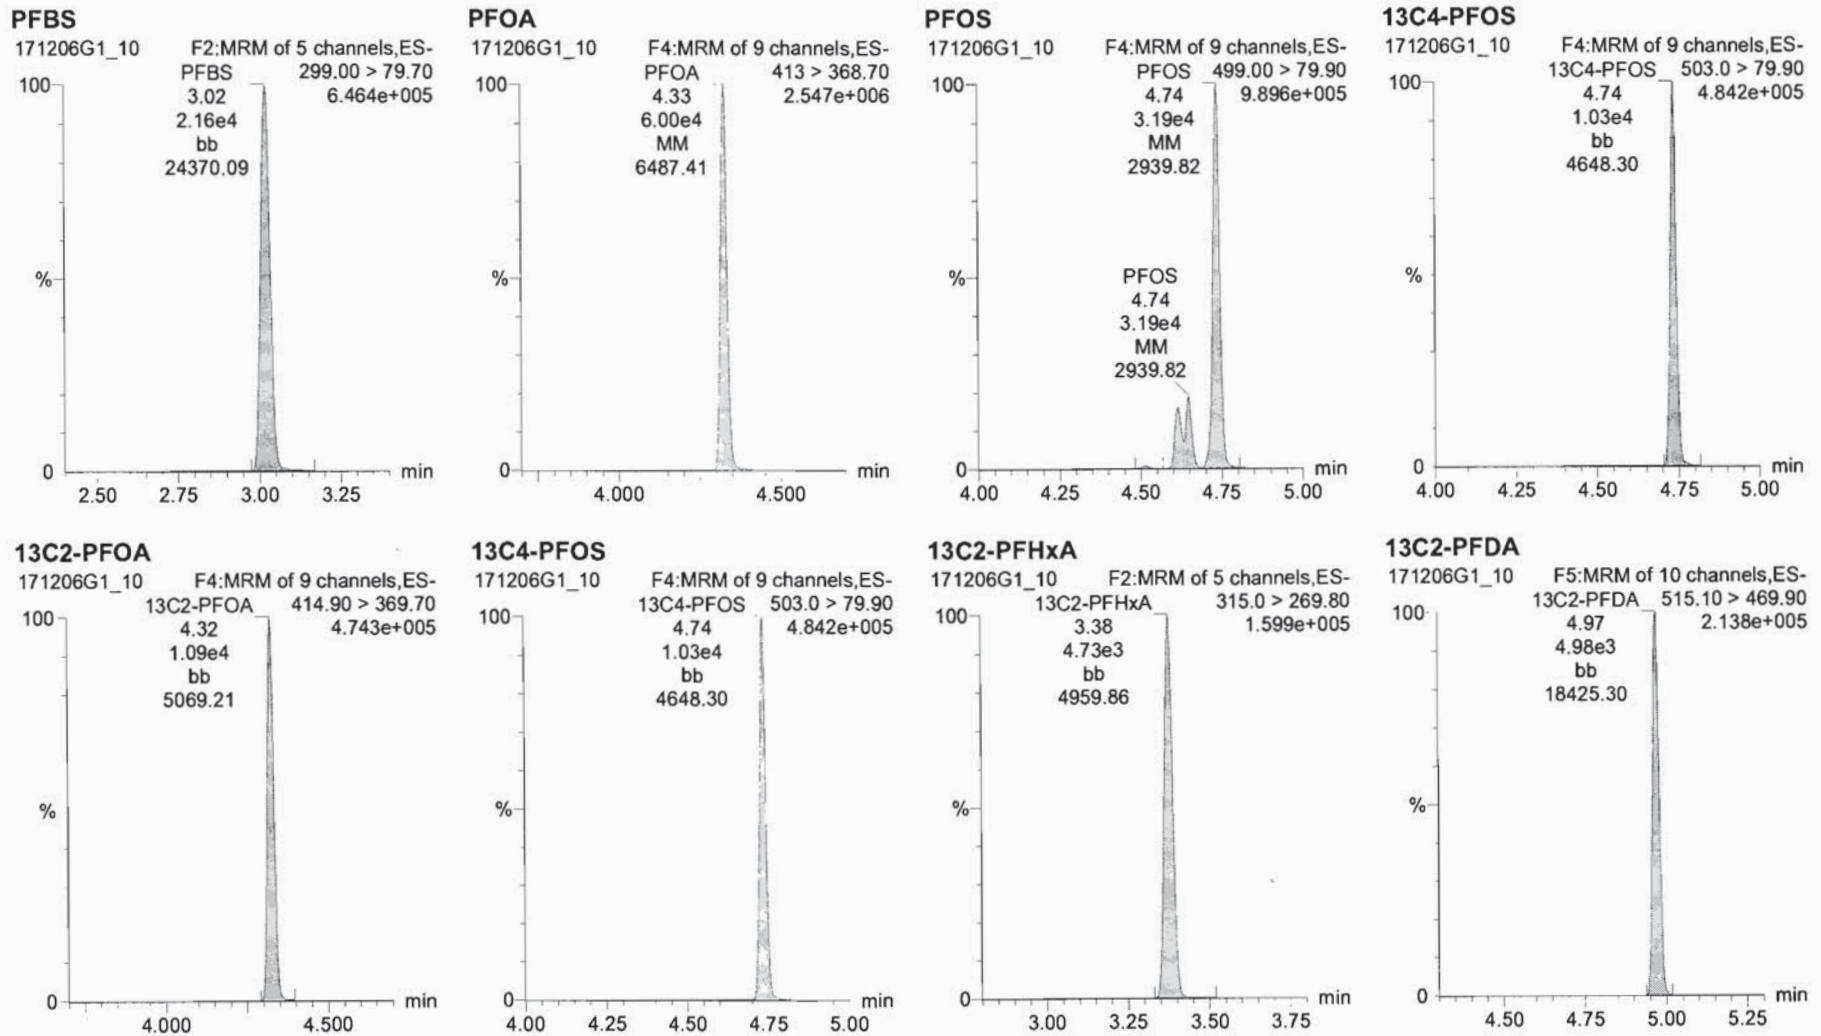 PFBS
171206G1_10 F2:MRM of 5 channels,ES-
PFBS 299.00 > 79.70
3.02 6.464e+005
2.16e4
bb
24370.09
100
%
0
min
2.50 2.75 3.00 3.25
PFOA
171206G1_10 F4:MRM of 9 channels,ES-
PFOA 413 > 368.70
4.33 2.547e+006
6.00e4
MM
6487.41
100
%
0
min
4.000 4.500
PFOS
171206G1_10 F4:MRM of 9 channels,ES-
PFOS 499.00 > 79.90
4.74 9.896e+005
3.19e4
MM
2939.82
100
%
PFOS
4.74
3.19e4
MM
2939.82
0
min
4.00 4.25 4.50 4.75 5.00
13C4-PFOS
171206G1_10 F4:MRM of 9 channels,ES-
13C4-PFOS 503.0 > 79.90
4.74 4.842e+005
1.03e4
bb
4648.30
100
%
0
min
4.00 4.25 4.50 4.75 5.00
13C2-PFOA
171206G1_10 F4:MRM of 9 channels,ES-
13C2-PFOA 414.90 > 369.70
4.32 4.743e+005
1.09e4
bb
5069.21
100
%
0
min
4.000 4.500
13C4-PFOS
171206G1_10 F4:MRM of 9 channels,ES-
13C4-PFOS 503.0 > 79.90
4.74 4.842e+005
1.03e4
bb
4648.30
100
%
0
min
4.00 4.25 4.50 4.75 5.00
13C2-PFHxA
171206G1_10 F2:MRM of 5 channels,ES-
13C2-PFHxA 315.0 > 269.80
3.38 1.599e+005
4.73e3
bb
4959.86
100
%
0
min
3.00 3.25 3.50 3.75
13C2-PFDA
171206G1_10 F5:MRM of 10 channels,ES-
13C2-PFDA 515.10 > 469.90
4.97 2.138e+005
4.98e3
bb
18425.30
100
%
0
min
4.50 4.75 5.00 5.25